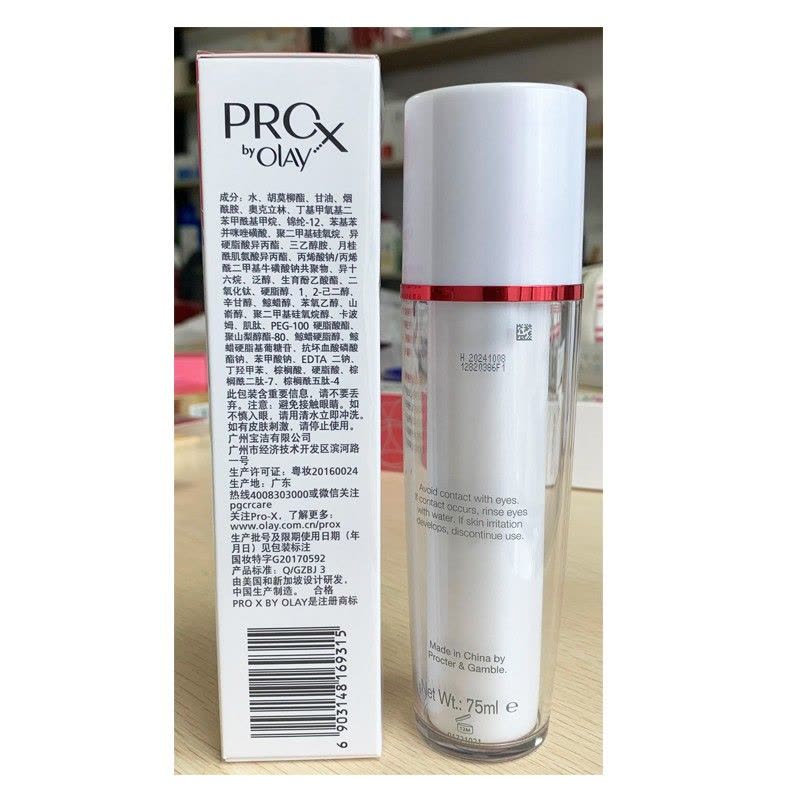 PROX
by OLAY
成分：水、胡莫柳酯、甘油、烟
酰胺、奥克立林、丁基甲氧基二
苯甲酰基甲烷、锦纶-12、苯基苯
并咪唑磺酸、聚二甲基硅氧烷、异
硬脂酸异丙酯、三乙醇胺、月桂
酰肌氨酸异丙酯、丙烯酸钠/丙烯
酰二甲基牛磺酸钠共聚物、异十
六烷、泛醇、生育酚乙酸酯、二
氧化钛、硬脂醇、1, 2-己二醇、
辛甘醇、鲸蜡醇、苯氧乙醇、山
嵛醇、聚二甲基硅氧烷醇、卡波
姆、肌肽、PEG-100 硬脂酸酯、
聚山梨醇酯-80、鲸蜡硬脂醇、鲸
蜡硬脂基葡糖苷、抗坏血酸磷酸
酯钠、苯甲酸钠、EDTA 二钠、
丁羟甲苯、棕榈酸、硬脂酸、棕
榈酰二肽-7、棕榈酰五肽-4
此包装含重要信息，请不要丢
弃。注意：避免接触眼睛。如
不慎入眼，请用清水立即冲洗。
如有皮肤刺激，请停止使用。
广州宝洁有限公司
广州市经济技术开发区滨河路
一号
生产许可证：粤妆20160024
生产地：广东
热线4008303000或微信关注
pgcrcare
关注Pro-X，了解更多：
www.olay.com.cn/prox
生产批号及限期使用日期（年
月日）见包装标注
国妆特字G20170592
产品标准：Q/GZBJ 3
由美国和新加坡设计研发，
中国生产制造。 合格
PRO X BY OLAY是注册商标
6 903148 169315
H 20241008
12820386F1
Avoid contact with eyes.
If contact occurs, rinse eyes
with water. If skin irritation
develops, discontinue use.
Made in China by
Procter & Gamble.
Net Wt.: 75ml e
12M